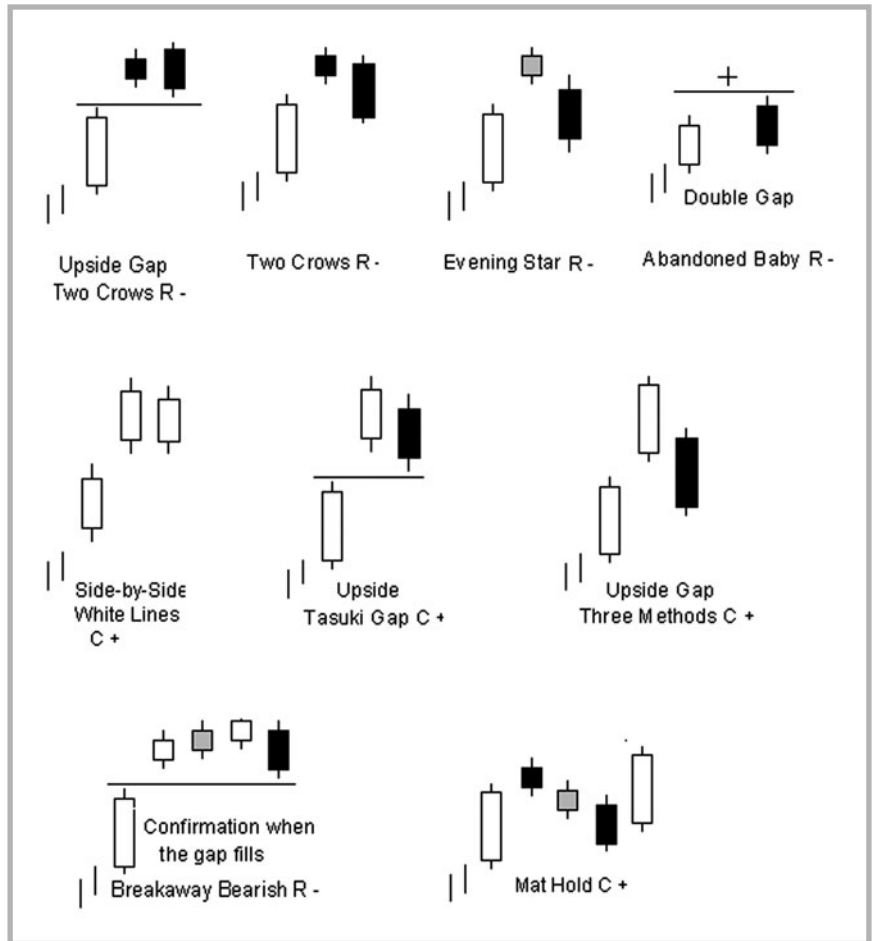 Upside Gap
Two Crows R -
Two Crows R -
Evening Star R -
Double Gap
Abandoned Baby R -
Side-by-Side
White Lines
C +
Upside
Tasuki Gap C +
Upside Gap
Three Methods C +
Confirmation when
the gap fills
Breakaway Bearish R -
Mat Hold C +